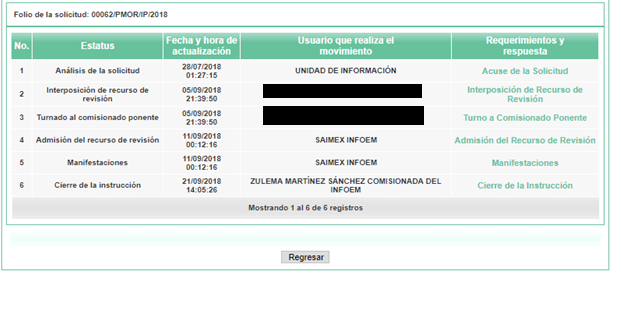 Folio de la solicitud: 00062/PMOR/IP/2018
No. Estatus Fecha y hora de actualización Usuario que realiza el movimiento Requerimientos y respuesta
1 Análisis de la solicitud 28/07/2018 01:27:15 UNIDAD DE INFORMACIÓN Acuse de la Solicitud
2 Interposición de recurso de revisión 05/09/2018 21:39:50 Interposición de Recurso de Revisión
3 Turnado al comisionado ponente 05/09/2018 21:39:50 Turno a Comisionado Ponente
4 Admisión del recurso de revisión 11/09/2018 00:12:16 SAIMEX INFOEM Admisión del Recurso de Revisión
5 Manifestaciones 11/09/2018 00:12:16 SAIMEX INFOEM Manifestaciones
6 Cierre de la instrucción 21/09/2018 14:05:26 ZULEMA MARTÍNEZ SÁNCHEZ COMISIONADA DEL INFOEM Cierre de la Instrucción
Mostrando 1 al 6 de 6 registros
Regresar